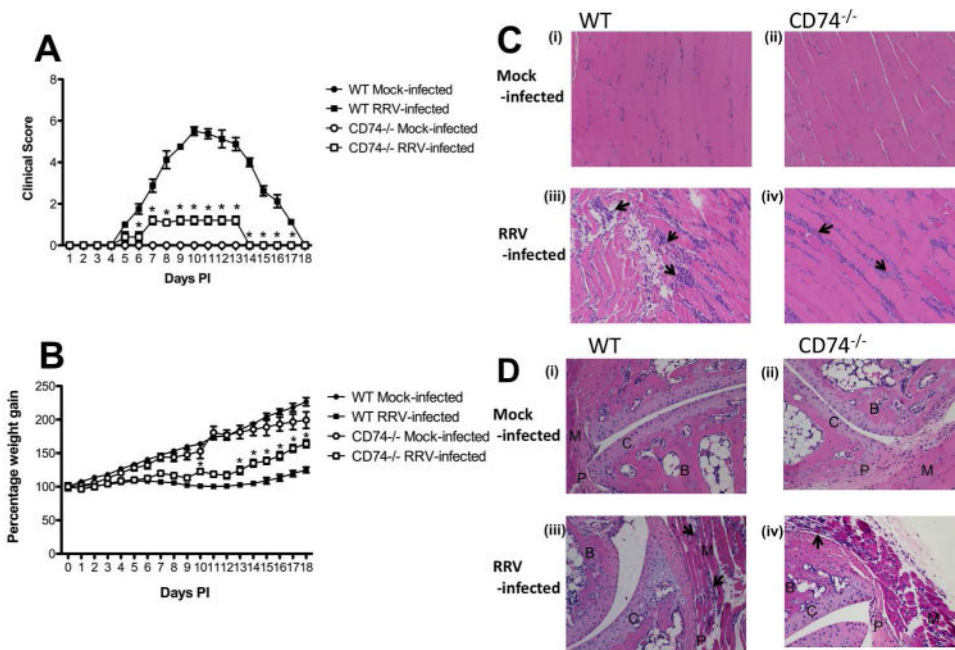 A
Clinical Score
8
6
4
2
0
* * * * * * * * * * * *
1 2 3 4 5 6 7 8 9 10 11 12 13 14 15 16 17 18
Days PI
WT Mock-infected
WT RRV-infected
CD74-/- Mock-infected
CD74-/- RRV-infected
B
Percentage weight gain
250
200
150
100
50
0
* * * * * * *
0 1 2 3 4 5 6 7 8 9 10 11 12 13 14 15 16 17 18
Days PI
WT Mock-infected
WT RRV-infected
CD74-/- Mock-infected
CD74-/- RRV-infected
C
WT CD74-/-
Mock
-infected
(i) (ii)
RRV
-infected
(iii) (iv)
D
WT CD74-/-
Mock
-infected
(i) M C B P
(ii) B C P M
RRV
-infected
(iii) B M C P
(iv) B C P M